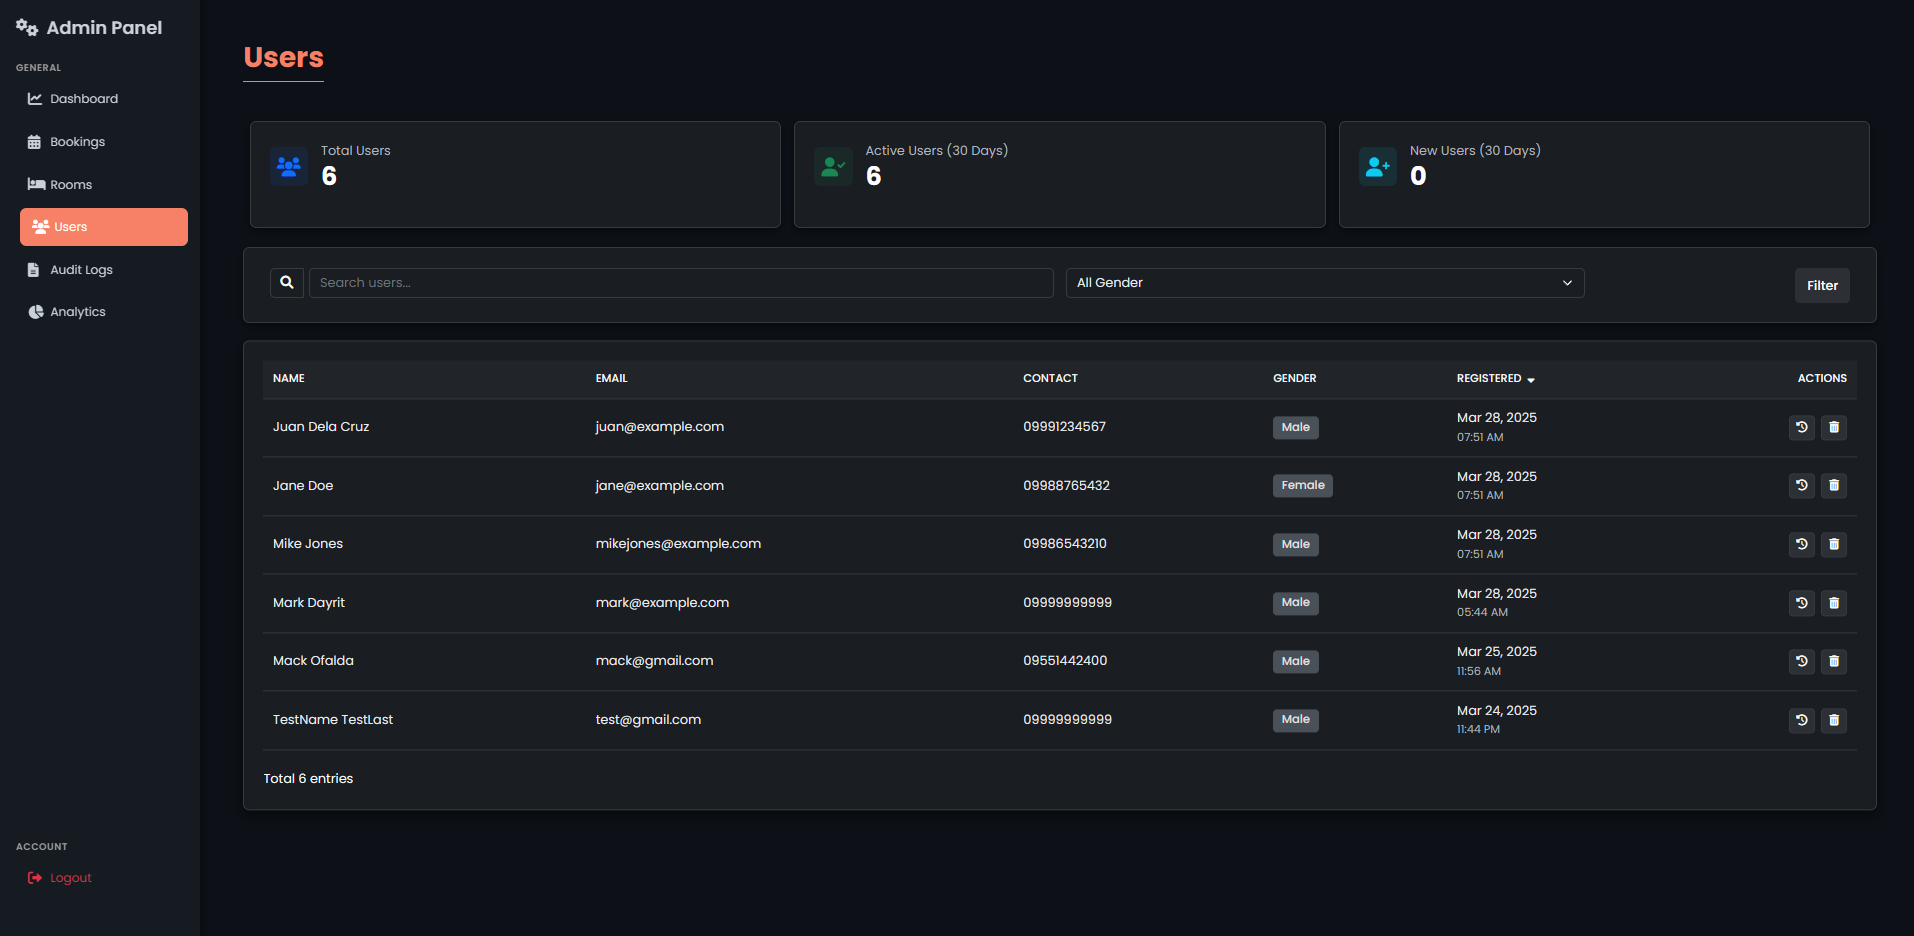 Admin Panel
GENERAL
Dashboard
Bookings
Rooms
Users
Audit Logs
Analytics
ACCOUNT
Logout
Users
Total Users
6
Active Users (30 Days)
6
New Users (30 Days)
0
Search users...
All Gender
Filter
NAME EMAIL CONTACT GENDER REGISTERED ACTIONS
Juan Dela Cruz juan@example.com 09991234567 Male Mar 28, 2025
07:51 AM
Jane Doe jane@example.com 09988765432 Female Mar 28, 2025
07:51 AM
Mike Jones mikejones@example.com 09986543210 Male Mar 28, 2025
07:51 AM
Mark Dayrit mark@example.com 09999999999 Male Mar 28, 2025
05:44 AM
Mack Ofalda mack@gmail.com 09551442400 Male Mar 25, 2025
11:56 AM
TestName TestLast test@gmail.com 09999999999 Male Mar 24, 2025
11:44 PM
Total 6 entries